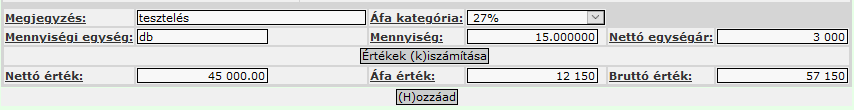 Megjegyzés: tesztelés Áfa kategória: 27%
Mennyiségi egység: db Mennyiség: 15.000000 Nettó egységár: 3 000
Értékek (k)iszámítása
Nettó érték: 45 000.00 Áfa érték: 12 150 Bruttó érték: 57 150
(H)ozzáad